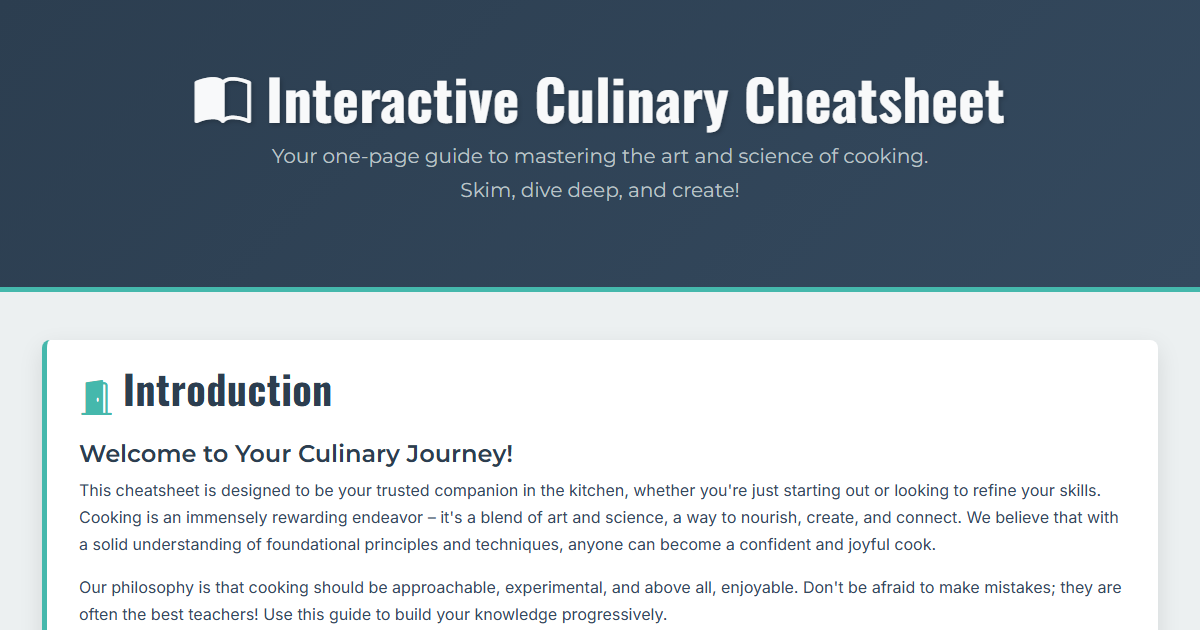 Interactive Culinary Cheatsheet
Your one-page guide to mastering the art and science of cooking.
Skim, dive deep, and create!
Introduction
Welcome to Your Culinary Journey!
This cheatsheet is designed to be your trusted companion in the kitchen, whether you're just starting out or looking to refine your skills.
Cooking is an immensely rewarding endeavor – it's a blend of art and science, a way to nourish, create, and connect. We believe that with
a solid understanding of foundational principles and techniques, anyone can become a confident and joyful cook.
Our philosophy is that cooking should be approachable, experimental, and above all, enjoyable. Don't be afraid to make mistakes; they are
often the best teachers! Use this guide to build your knowledge progressively.